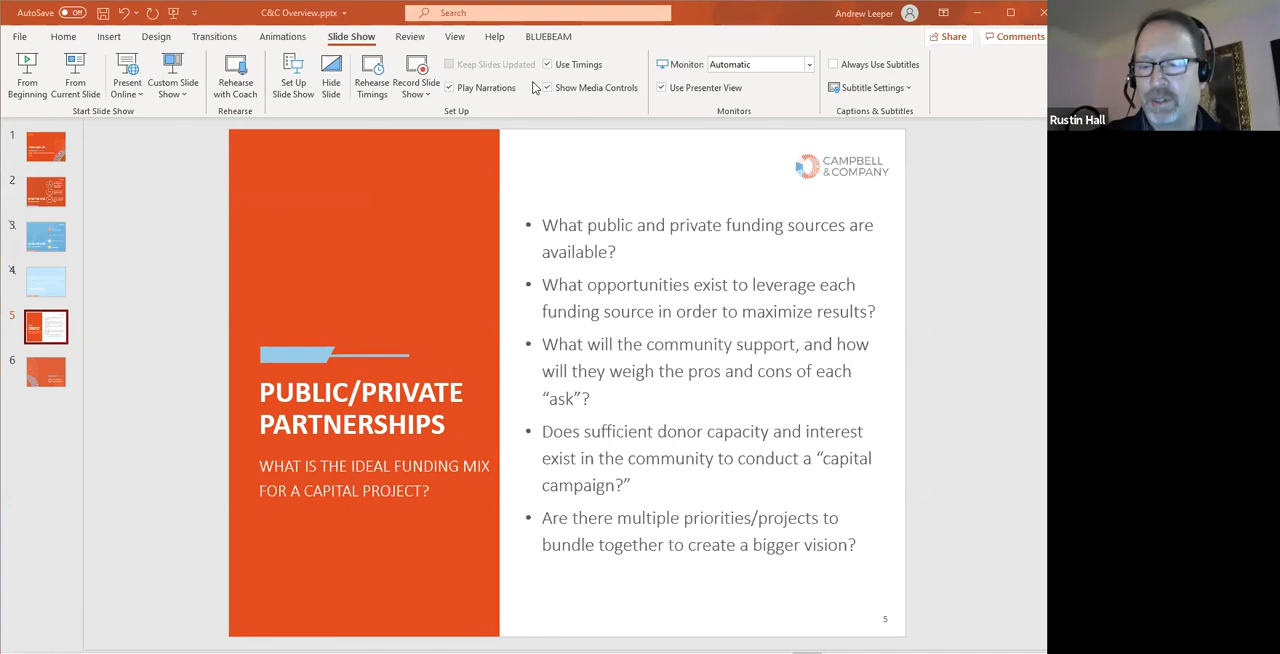 AutoSave Off C&C Overview.pptx Search Andrew Leeper
File Home Insert Design Transitions Animations Slide Show Review View Help BLUEBEAM Share Comments
From Beginning
From Current Slide
Present Online
Custom Slide Show
Start Slide Show
Rehearse with Coach
Rehearse
Set Up Slide Show
Hide Slide
Rehearse Timings
Record Slide Show
Keep Slides Updated
Use Timings
Play Narrations
Show Media Controls
Set Up
Monitor: Automatic
Use Presenter View
Monitors
Always Use Subtitles
Subtitle Settings
Captions & Subtitles
Rustin Hall
1
2
3
4
5
6
PUBLIC/PRIVATE
PARTNERSHIPS
WHAT IS THE IDEAL FUNDING MIX
FOR A CAPITAL PROJECT?
CAMPBELL
&COMPANY
• What public and private funding sources are
available?
• What opportunities exist to leverage each
funding source in order to maximize results?
• What will the community support, and how
will they weigh the pros and cons of each
“ask”?
• Does sufficient donor capacity and interest
exist in the community to conduct a “capital
campaign?”
• Are there multiple priorities/projects to
bundle together to create a bigger vision?
5